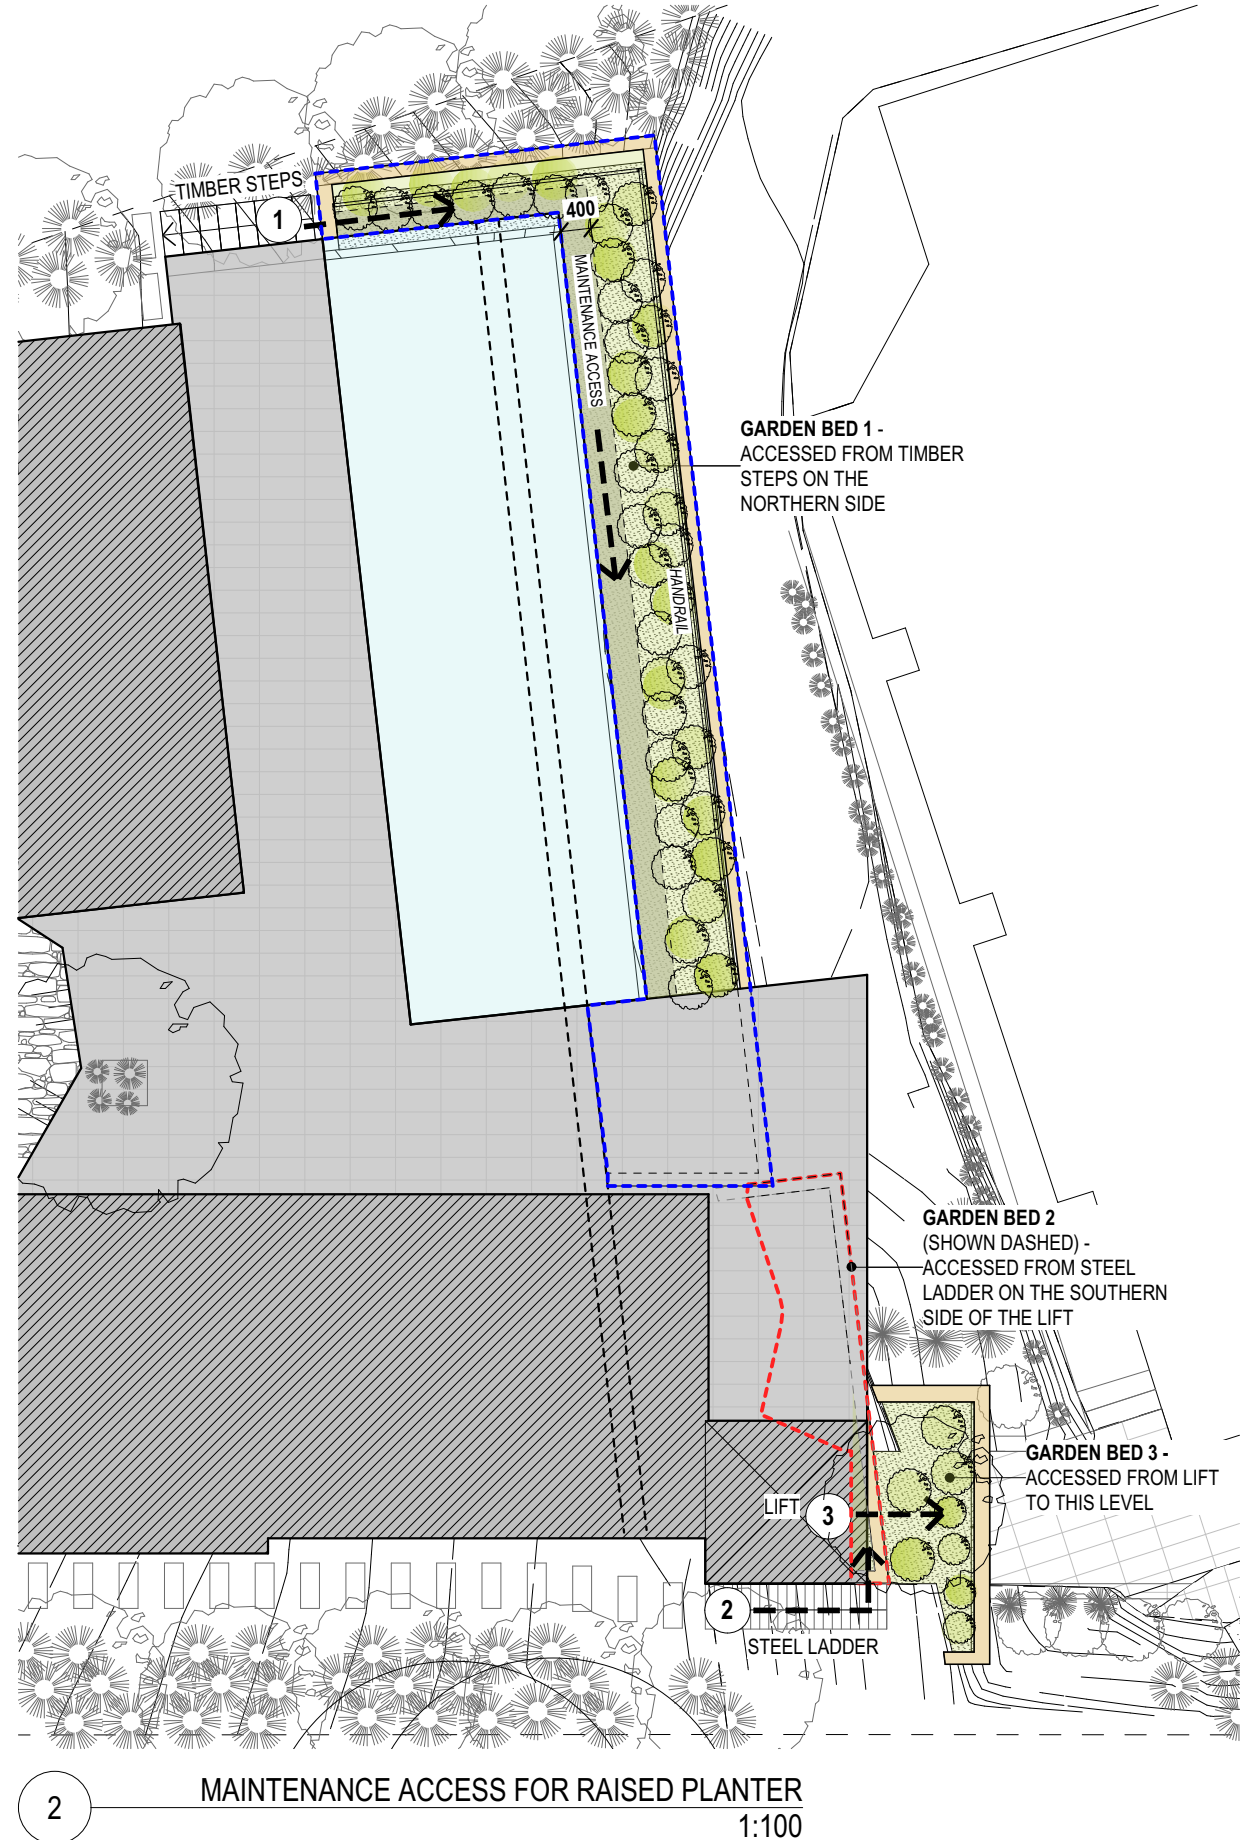 TIMBER STEPS
1
400
MAINTENANCE ACCESS
GARDEN BED 1 -
ACCESSED FROM TIMBER
STEPS ON THE
NORTHERN SIDE
HANDRAIL
GARDEN BED 2
(SHOWN DASHED) -
ACCESSED FROM STEEL
LADDER ON THE SOUTHERN
SIDE OF THE LIFT
GARDEN BED 3 -
ACCESSED FROM LIFT
TO THIS LEVEL
LIFT
3
2
STEEL LADDER
2
MAINTENANCE ACCESS FOR RAISED PLANTER
1:100